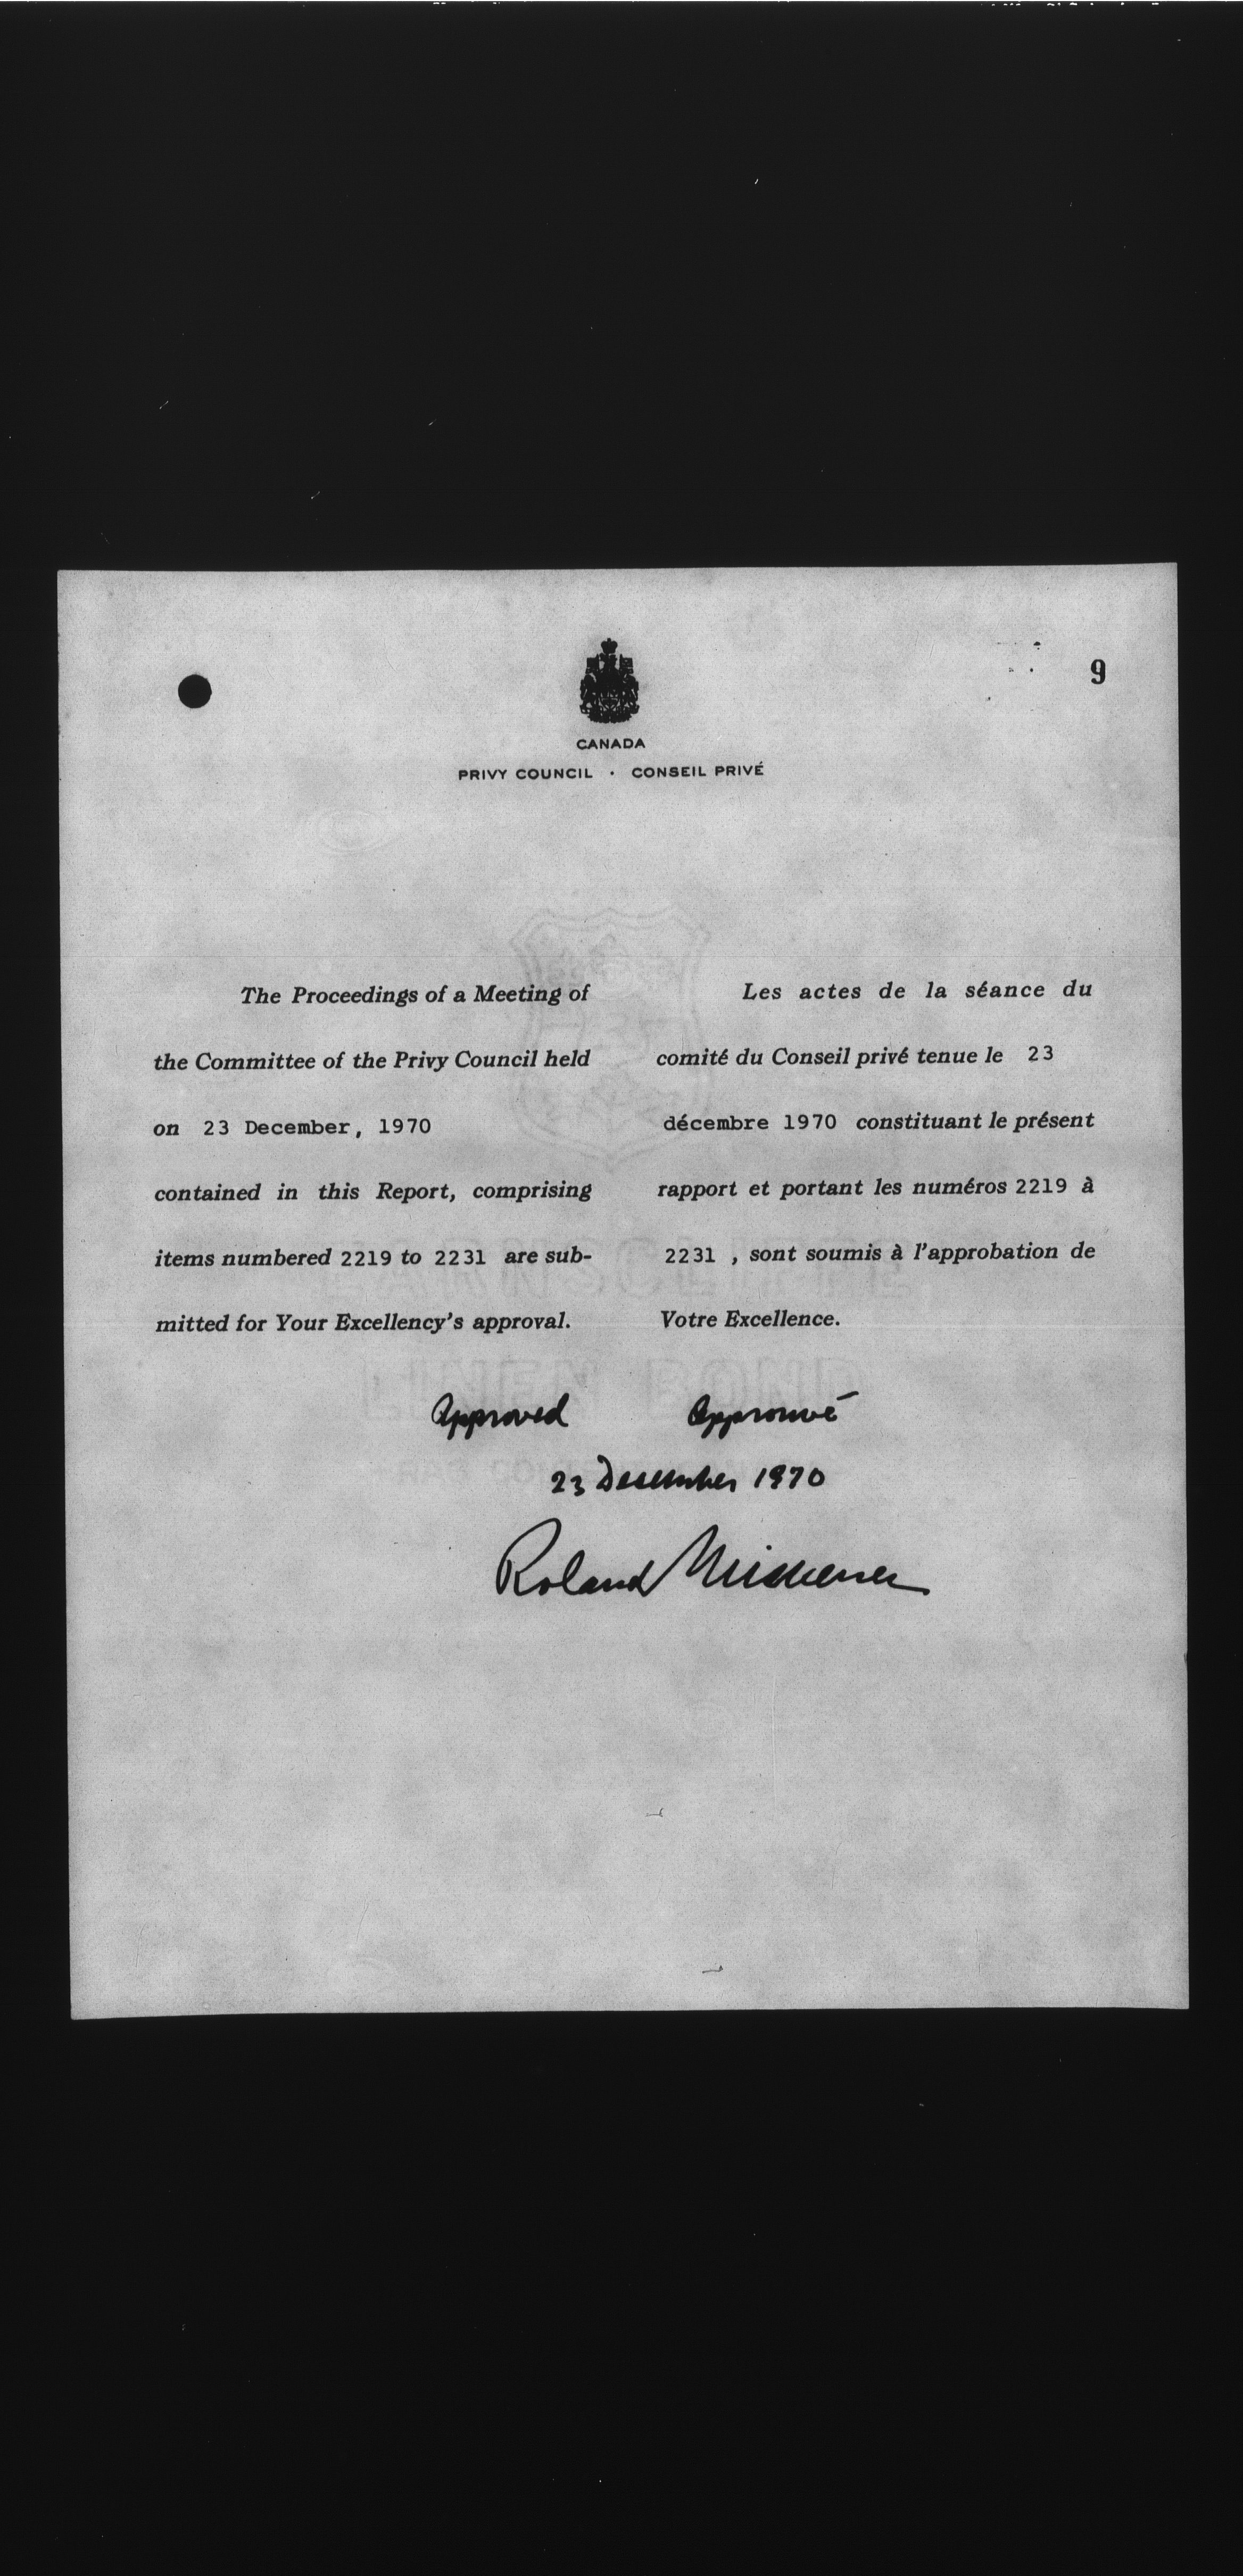 9
CANADA
PRIVY COUNCIL · CONSEIL PRIVÉ
The Proceedings of a Meeting of
the Committee of the Privy Council held
on 23 December, 1970
contained in this Report, comprising
items numbered 2219 to 2231 are sub-
mitted for Your Excellency's approval.
Les actes de la séance du
comité du Conseil privé tenue le 23
décembre 1970 constituant le présent
rapport et portant les numéros 2219 à
2231 , sont soumis à l'approbation de
Votre Excellence.
Approved Approuvé
23 December 1970
Roland Michener